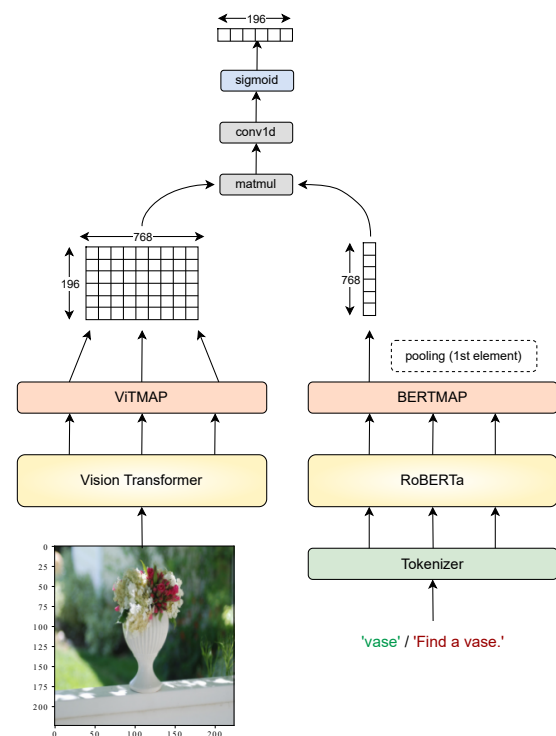 196
sigmoid
conv1d
matmul
768
196
768
pooling (1st element)
ViTMAP
BERTMAP
Vision Transformer
RoBERTa
Tokenizer
'vase' / 'Find a vase.'
0
25
50
75
100
125
150
175
200
0 50 100 150 200